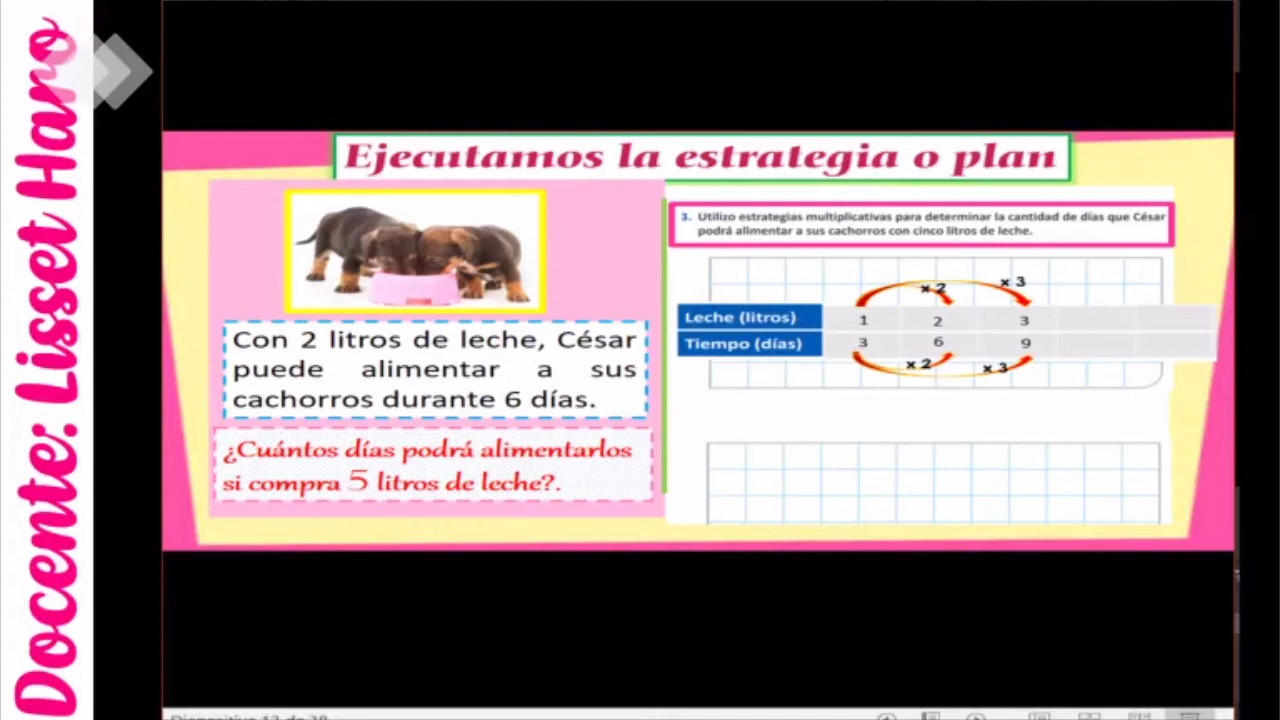 Docente: Lisset Haro
Ejecutamos la estrategia o plan
Con 2 litros de leche, César
puede alimentar a sus
cachorros durante 6 días.
¿Cuántos días podrá alimentarlos
si compra 5 litros de leche?.
3. Utilizo estrategias multiplicativas para determinar la cantidad de días que César
podrá alimentar a sus cachorros con cinco litros de leche.
x 2 x 3
Leche (litros) 1 2 3
Tiempo (días) 3 6 9
x 2 x 3